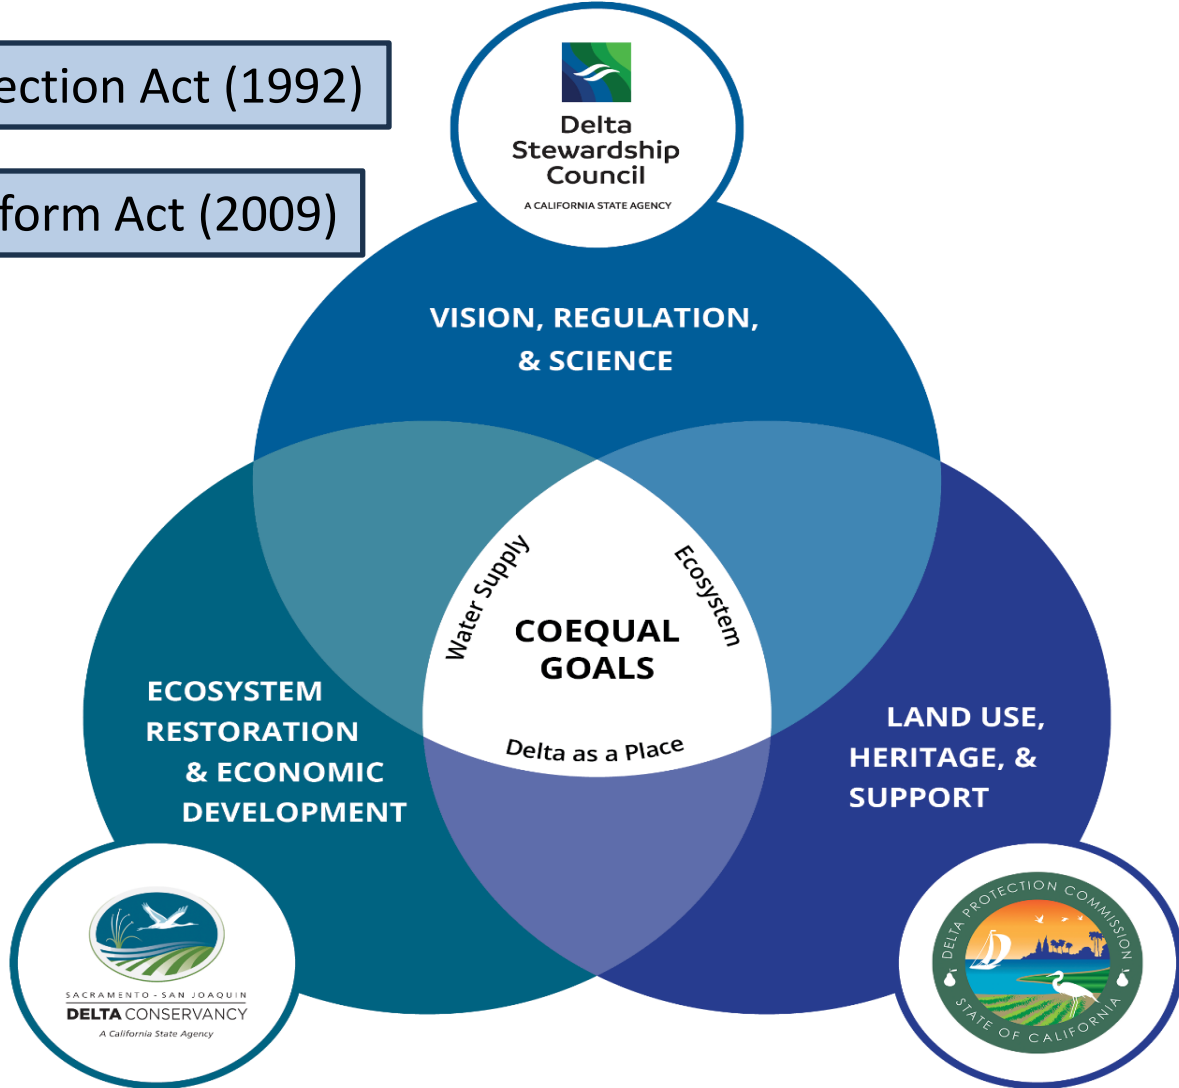 ection Act (1992)
form Act (2009)
Delta
Stewardship
Council
A CALIFORNIA STATE AGENCY
VISION, REGULATION,
& SCIENCE
Water Supply
Ecosystem
COEQUAL
GOALS
Delta as a Place
ECOSYSTEM
RESTORATION
& ECONOMIC
DEVELOPMENT
LAND USE,
HERITAGE, &
SUPPORT
SACRAMENTO - SAN JOAQUIN
DELTA CONSERVANCY
A California State Agency
DELTA PROTECTION COMMISSION
STATE OF CALIFORNIA